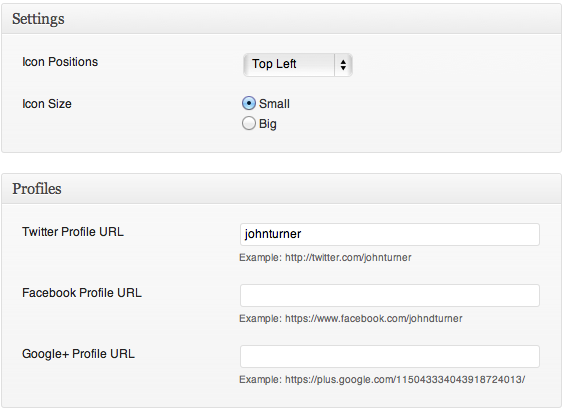 Settings
Icon Positions Top Left
Icon Size Small
Big
Profiles
Twitter Profile URL johnturner
Example: http://twitter.com/johnturner
Facebook Profile URL
Example: https://www.facebook.com/johndturner
Google+ Profile URL
Example: https://plus.google.com/115043334043918724013/